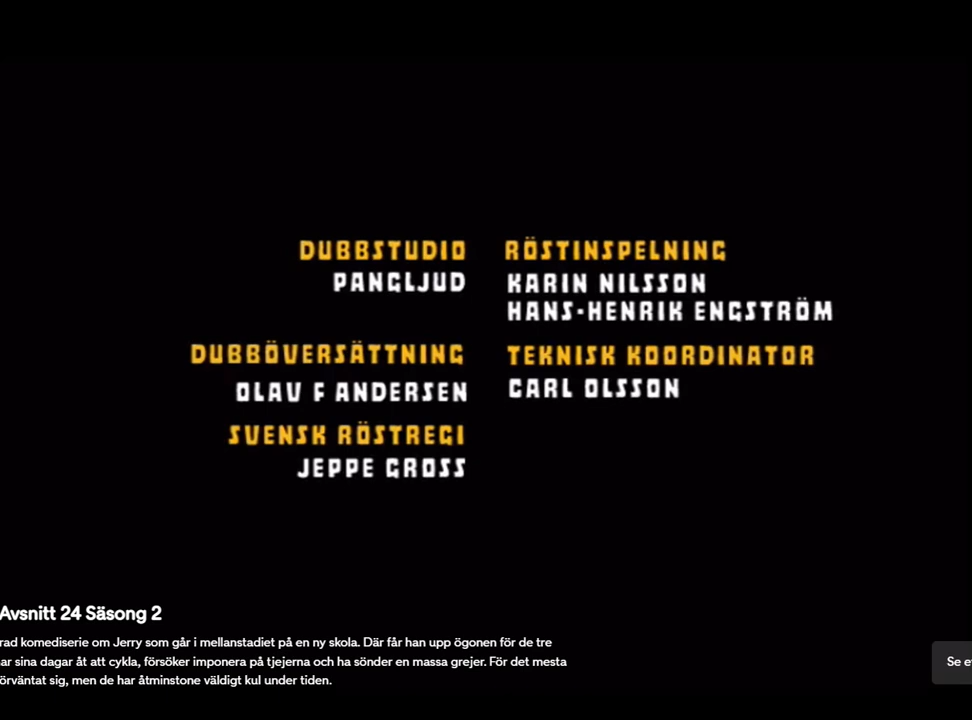 DUBBSTUDIO
PANGLJUD
DUBBÖVERSÄTTNING
OLAV F ANDERSEN
SVENSK RÖSTREGI
JEPPE GROSS
RÖSTINSPELNING
KARIN NILSSON
HANS-HENRIK ENGSTRÖM
TEKNISK KOORDINATOR
CARL OLSSON
Avsnitt 24 Säsong 2
rad komediserie om Jerry som går i mellanstadiet på en ny skola. Där får han upp ögonen för de tre
ar sina dagar åt att cykla, försöker imponera på tjejerna och ha sönder en massa grejer. För det mesta
örväntat sig, men de har åtminstone väldigt kul under tiden.
Se